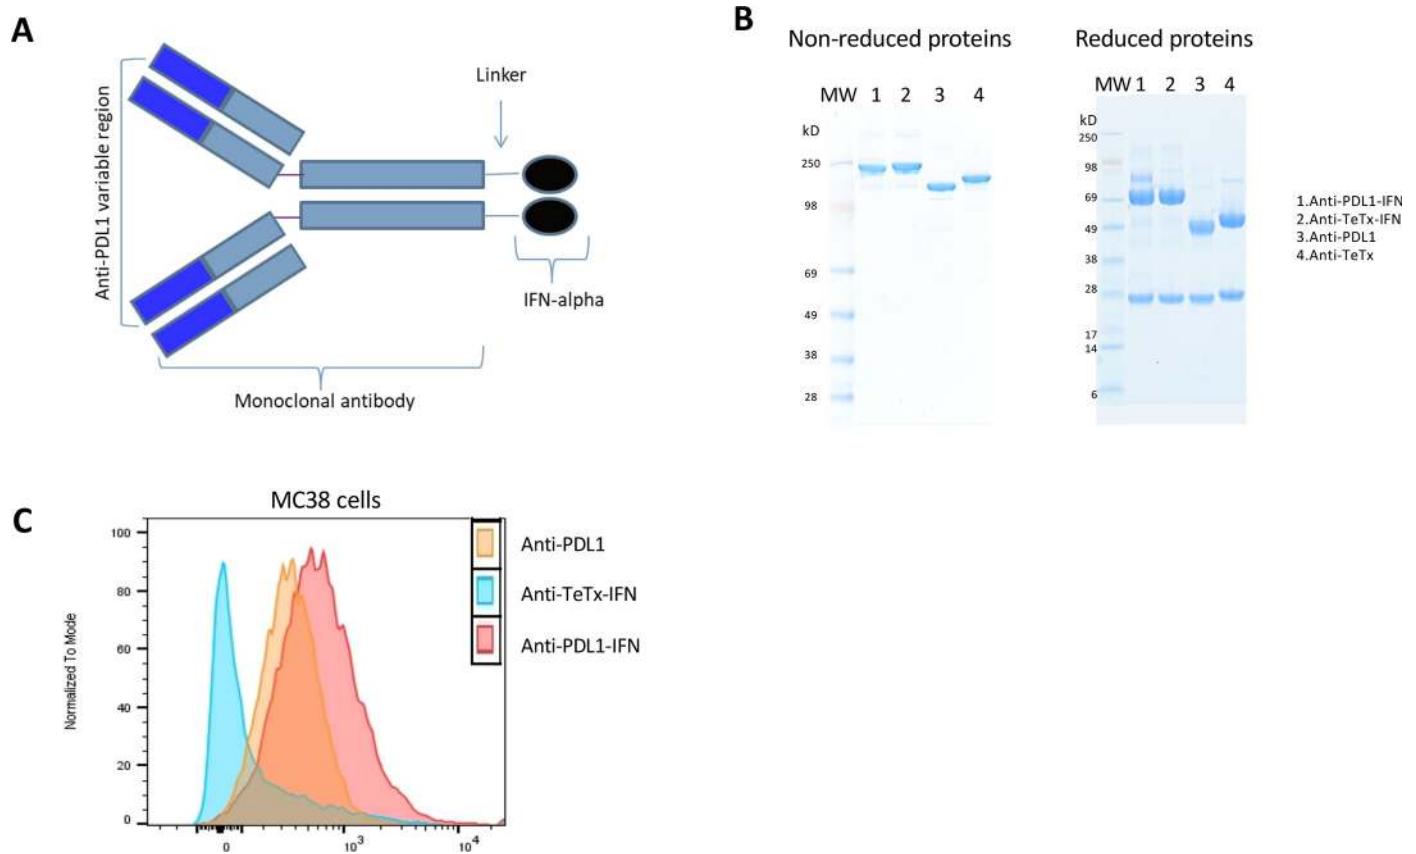 A
Anti-PDL1 variable region
Linker
IFN-alpha
Monoclonal antibody
B
Non-reduced proteins
MW 1 2 3 4
kD
250
98
69
49
38
28
Reduced proteins
MW 1 2 3 4
kD
250
98
69
49
38
28
17
14
6
1.Anti-PDL1-IFN
2.Anti-TeTx-IFN
3.Anti-PDL1
4.Anti-TeTx
C
MC38 cells
Normalized To Mode
100
80
60
40
20
0
0 10³ 10⁴
Anti-PDL1
Anti-TeTx-IFN
Anti-PDL1-IFN